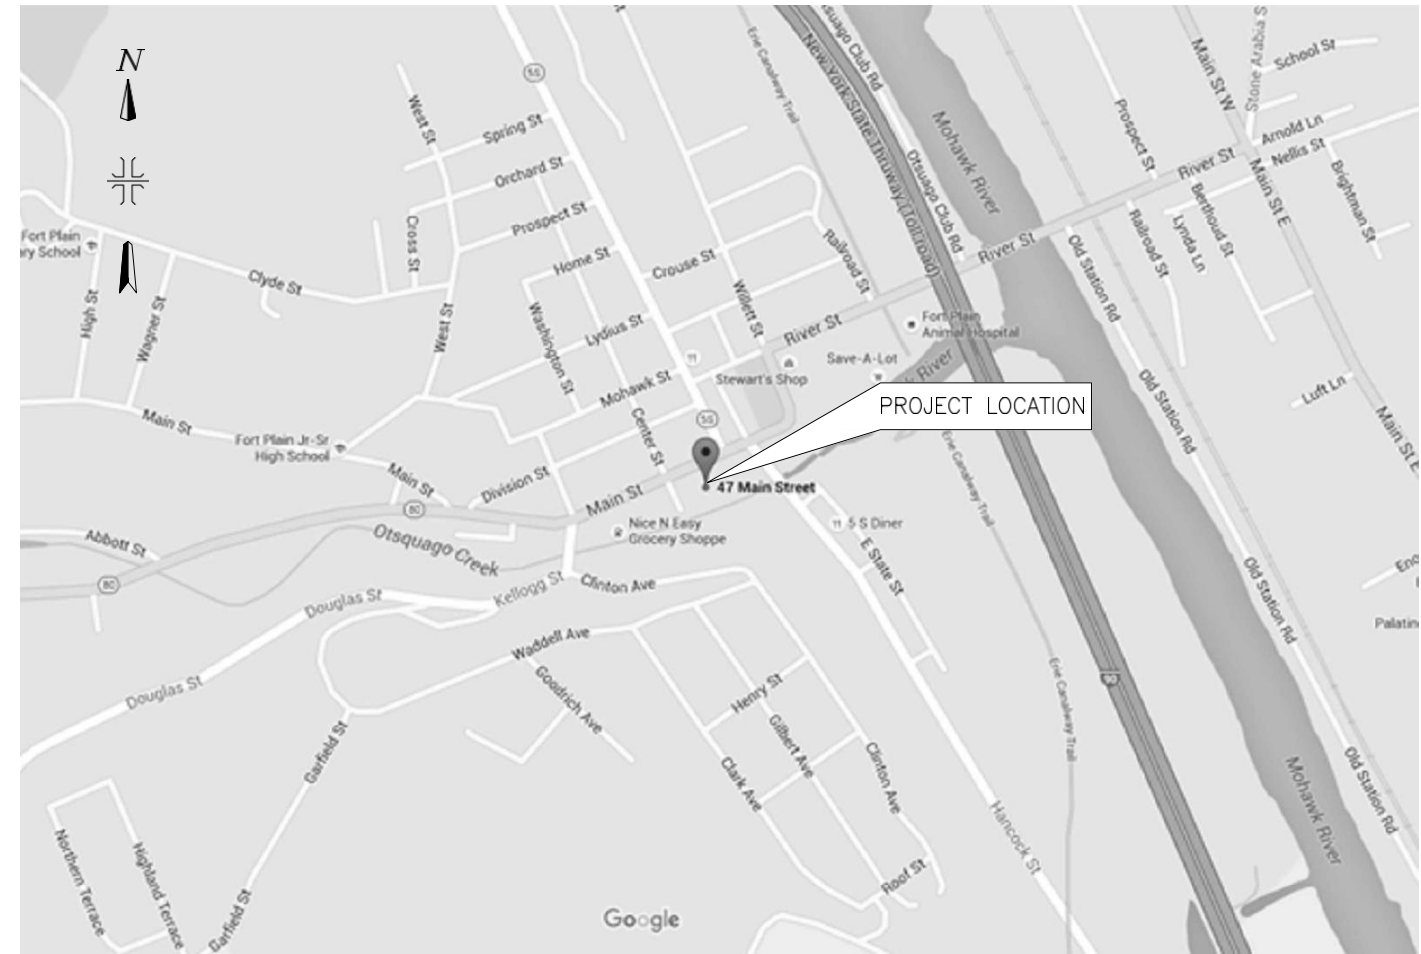 N
55
Erie Canalway Trail
New York State Thruway (Toll road)
Otsuago Club Rd
Mohawk River
Main St W
Stone Arabia S
School St
Prospect St
Arnold Ln
Nellis St
River St
Main St E
Brightman St
Berthoud St
Lynda Ln
Railroad St
West St
Spring St
Orchard St
Prospect St
Cross St
Home St
Crouse St
Railroad St
Otsuago Club Rd
River St
Old Station Rd
Fort Plain
ry School
Clyde St
High St
Wagner St
West St
Washington St
Lydius St
Willett St
River St
Fort Plain
Animal Hospital
Save-A-Lot
Stewart's Shop
k River
Mohawk St
PROJECT LOCATION
Old Station Rd
Luft Ln
Main St E
Main St
Fort Plain Jr-Sr
High School
Center St
55
Main St
Division St
Main St
47 Main Street
80
Nice N Easy
Grocery Shoppe
5 S Diner
Erie Canalway Trail
Abbott St
Otsquago Creek
E State St
80
Kellogg St
Clinton Ave
Douglas St
Old Station Rd
Palatin
Waddell Ave
Douglas St
Goodrich Ave
Henry St
Gilbert Ave
Erie Canalway Trail
Garfield St
Clark Ave
Clinton Ave
Hancock St
Old Station Rd
Mohawk River
Northern Terrace
Highland Terrace
Garfield St
Roof St
Google